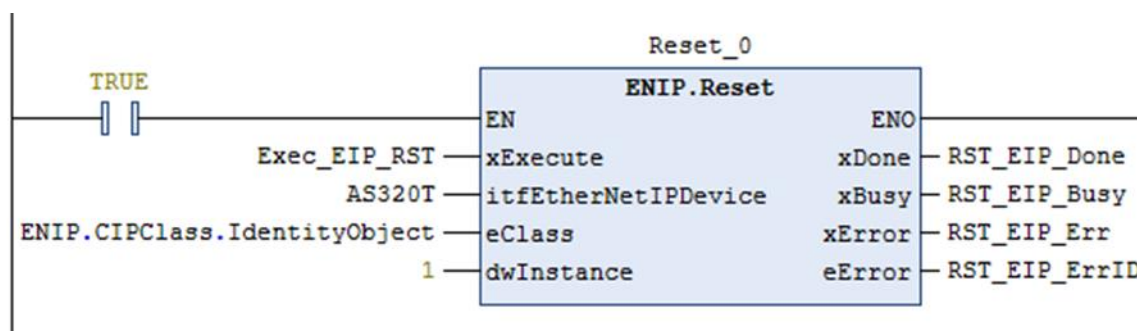 Reset_0
TRUE
ENIP.Reset
EN ENO
Exec_EIP_RST xExecute xDone RST_EIP_Done
AS320T itfEtherNetIPDevice xBusy RST_EIP_Busy
ENIP.CIPClass.IdentityObject eClass xError RST_EIP_Err
1 dwInstance eError RST_EIP_ErrID